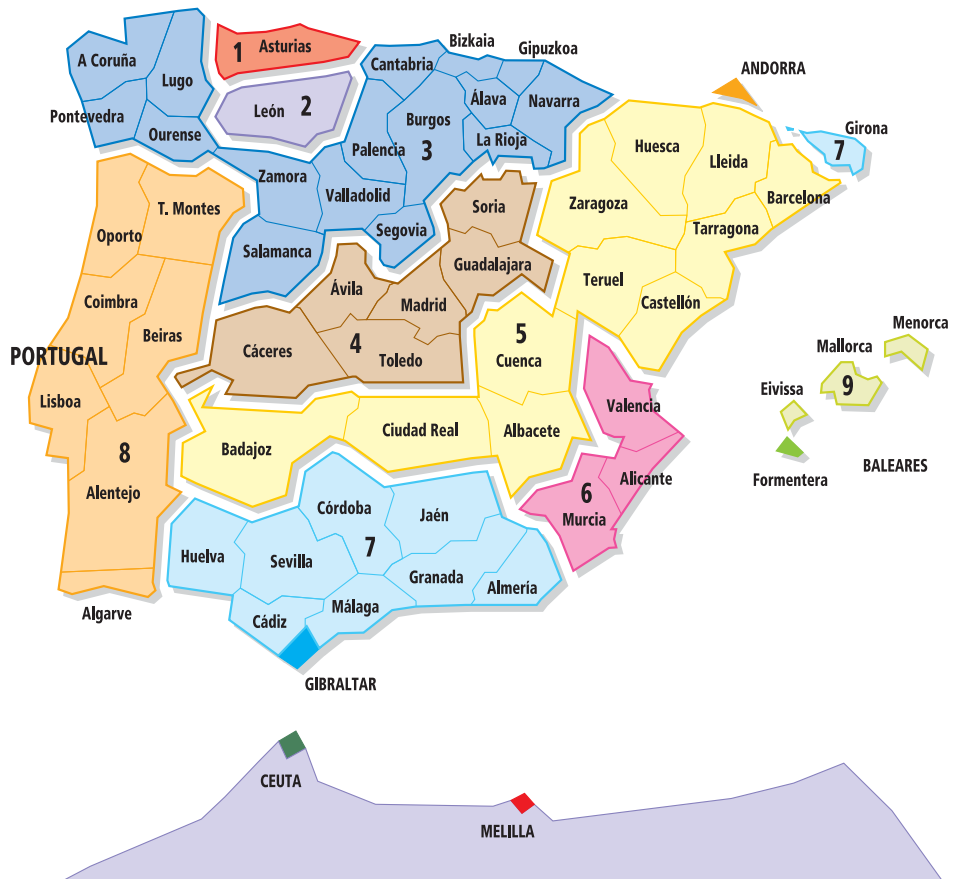 Bizkaia
Gipuzkoa
1 Asturias
A Coruña
Cantabria
ANDORRA
Lugo
Álava
Navarra
León 2
Pontevedra
Burgos
Girona
Ourense
La Rioja
Huesca
Lleida
7
Palencia 3
Zamora
Valladolid
Barcelona
T. Montes
Soria
Zaragoza
Oporto
Segovia
Tarragona
Salamanca
Guadalajara
Teruel
Ávila
Coimbra
Madrid
Castellón
Menorca
Beiras
5
Mallorca
PORTUGAL
Cáceres
4
Toledo
Cuenca
9
Lisboa
Eivissa
Valencia
Ciudad Real
Albacete
Badajoz
8
BALEARES
Alicante
Formentera
Alentejo
6
Murcia
Córdoba
Jaén
7
Huelva
Sevilla
Granada
Almería
Algarve
Cádiz
Málaga
GIBRALTAR
CEUTA
MELILLA